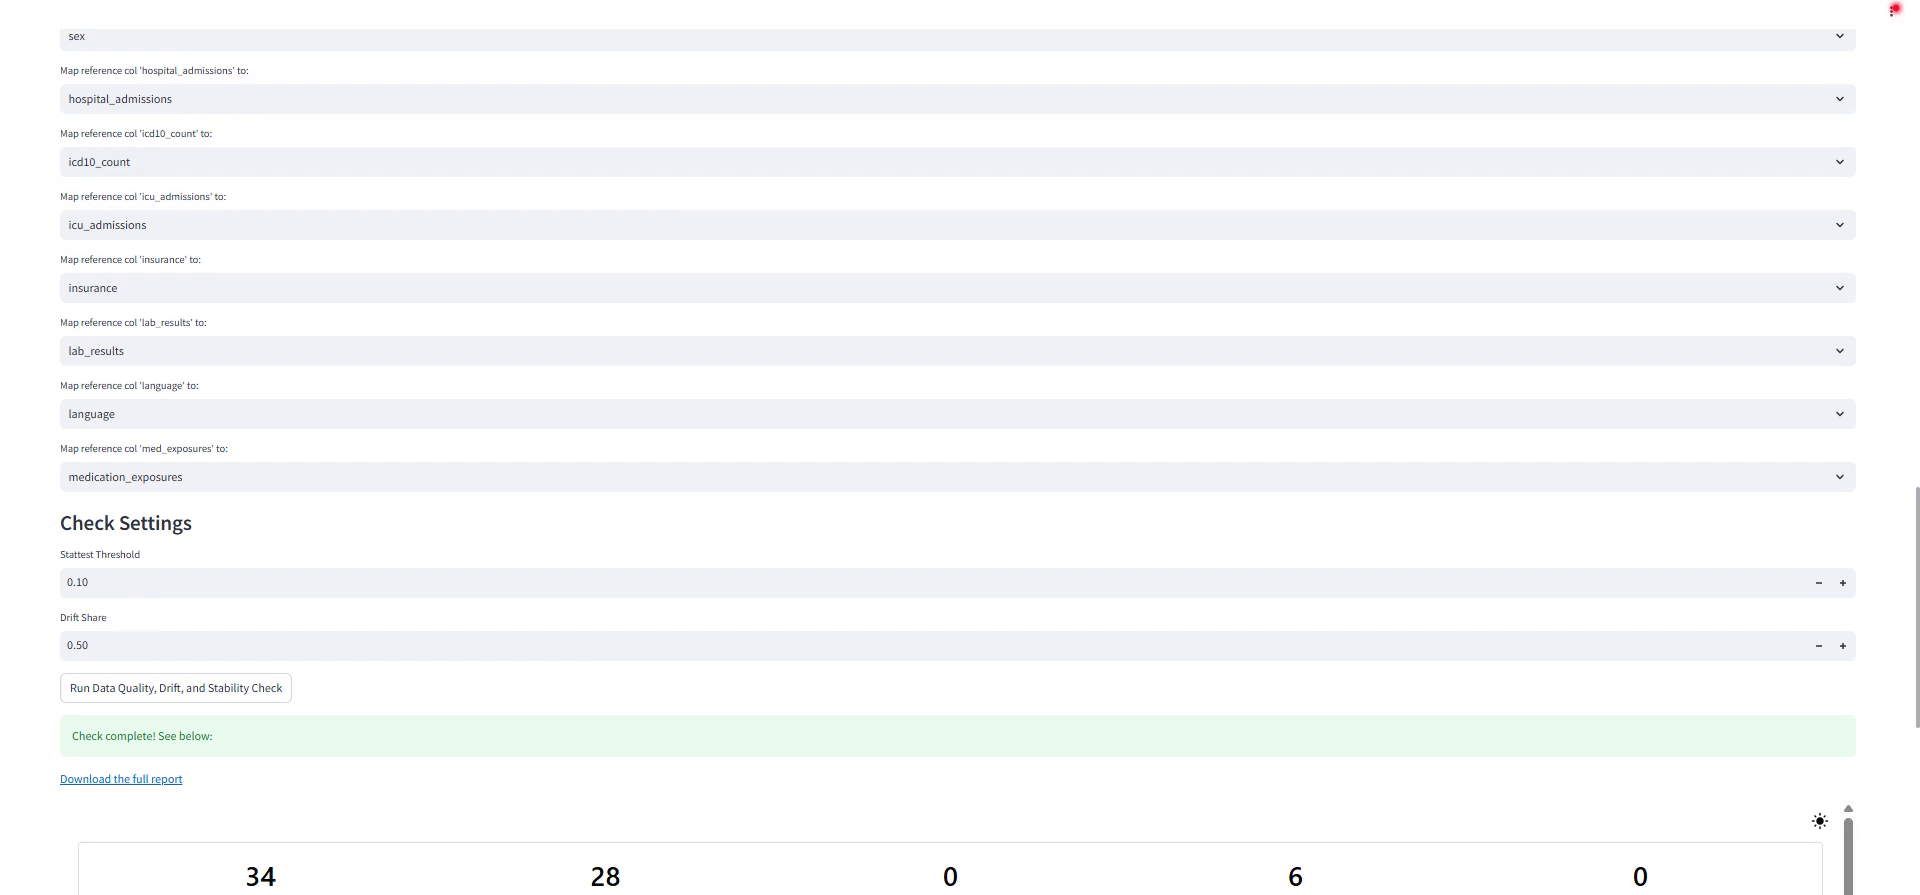 sex
Map reference col 'hospital_admissions' to:
hospital_admissions
Map reference col 'icd10_count' to:
icd10_count
Map reference col 'icu_admissions' to:
icu_admissions
Map reference col 'insurance' to:
insurance
Map reference col 'lab_results' to:
lab_results
Map reference col 'language' to:
language
Map reference col 'med_exposures' to:
medication_exposures
Check Settings
Stattest Threshold
0.10
Drift Share
0.50
Run Data Quality, Drift, and Stability Check
Check complete! See below:
Download the full report
34 28 0 6 0